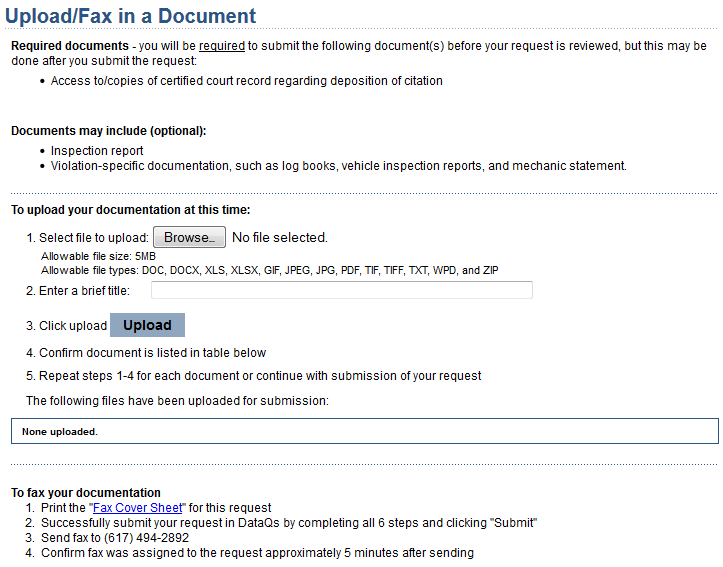 Upload/Fax in a Document
Required documents - you will be required to submit the following document(s) before your request is reviewed, but this may be
done after you submit the request:
• Access to/copies of certified court record regarding deposition of citation
Documents may include (optional):
• Inspection report
• Violation-specific documentation, such as log books, vehicle inspection reports, and mechanic statement.
To upload your documentation at this time:
1. Select file to upload: Browse... No file selected.
Allowable file size: 5MB
Allowable file types: DOC, DOCX, XLS, XLSX, GIF, JPEG, JPG, PDF, TIF, TIFF, TXT, WPD, and ZIP
2. Enter a brief title:
3. Click upload Upload
4. Confirm document is listed in table below
5. Repeat steps 1-4 for each document or continue with submission of your request
The following files have been uploaded for submission:
None uploaded.
To fax your documentation
1. Print the "Fax Cover Sheet" for this request
2. Successfully submit your request in DataQs by completing all 6 steps and clicking "Submit"
3. Send fax to (617) 494-2892
4. Confirm fax was assigned to the request approximately 5 minutes after sending